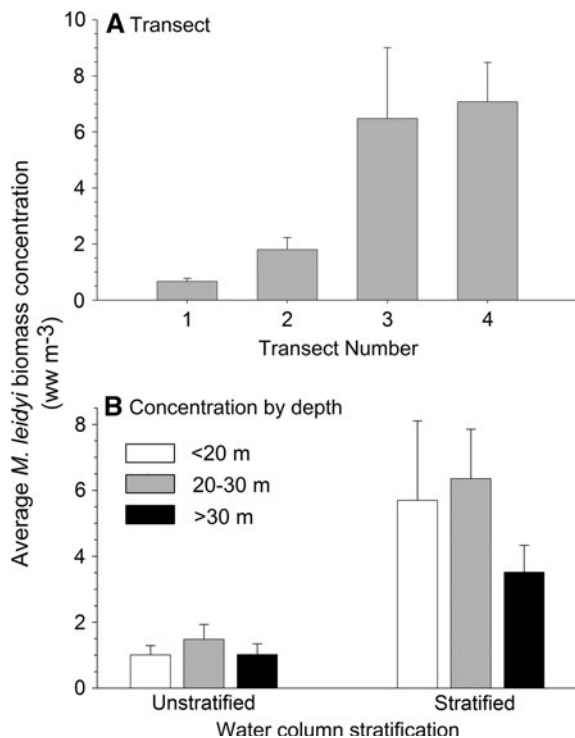 A Transect
10
8
6
4
2
0
1 2 3 4
Transect Number
Average M. leidyi biomass concentration
(ww m-3)
B Concentration by depth
<20 m
20-30 m
>30 m
8
6
4
2
0
Unstratified Stratified
Water column stratification